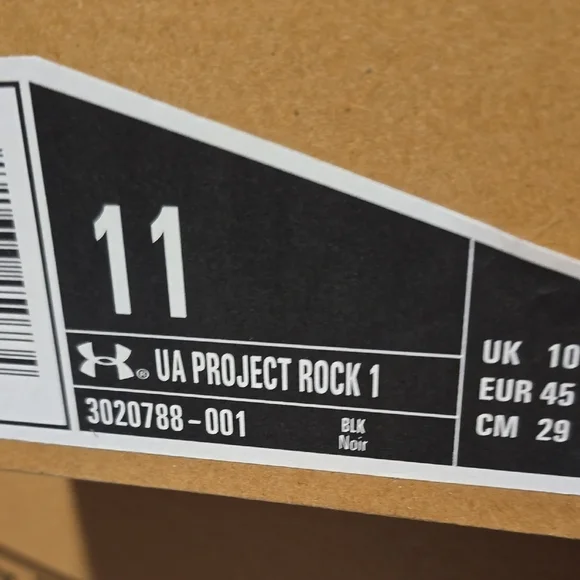 11
® UA PROJECT ROCK 1
3020788-001
BLK
Noir
UK 10
EUR 45
CM 29